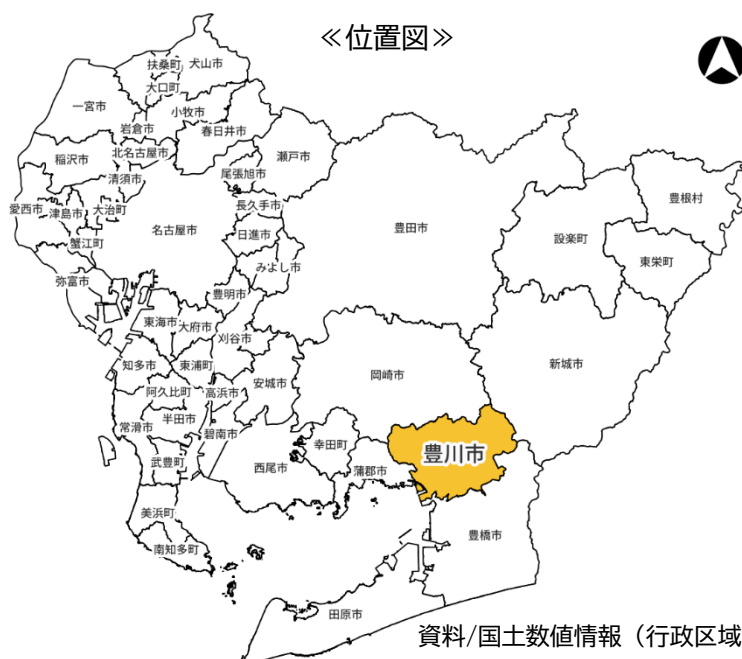 ≪位置図≫
扶桑町
犬山市
大口町
一宮市
小牧市
岩倉市
春日井市
北名古屋市
稲沢市
瀬戸市
清須市
尾張旭市
豊根村
愛西市
津島市
大治町
長久手市
設楽町
名古屋市
豊田市
日進市
蟹江町
東栄町
みよし市
弥富市
豊明市
東海市
大府市
刈谷市
知多市
東浦町
新城市
岡崎市
安城市
阿久比町
高浜市
半田市
常滑市
碧南市
幸田町
豊川市
武豊町
西尾市
蒲郡市
美浜町
豊橋市
南知多町
田原市
資料/国土数値情報（行政区域